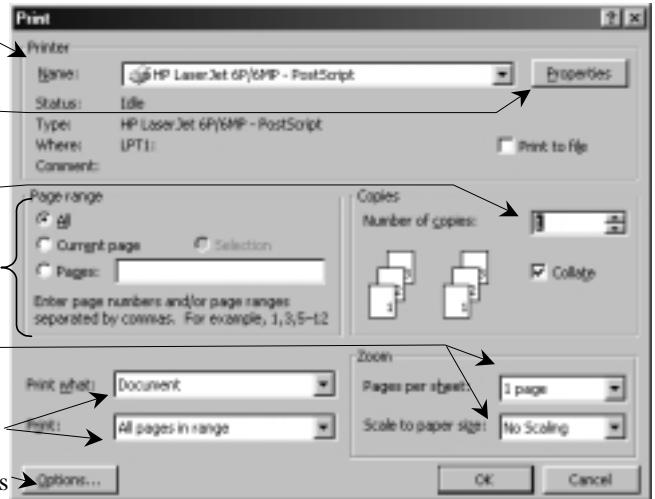 Print
Printer
Name: HP LaserJet 6P/6MP - PostScript Properties
Status: Idle
Type: HP LaserJet 6P/6MP - PostScript
Where: LPT1: Print to file
Comment:
Page range
All
Current page Selection
Pages:
Enter page numbers and/or page ranges
separated by commas. For example, 1,3,5-12
Copies
Number of copies: 1
Collate
Print what: Document
Print: All pages in range
Zoom
Pages per sheet: 1 page
Scale to paper size: No Scaling
s Options... OK Cancel